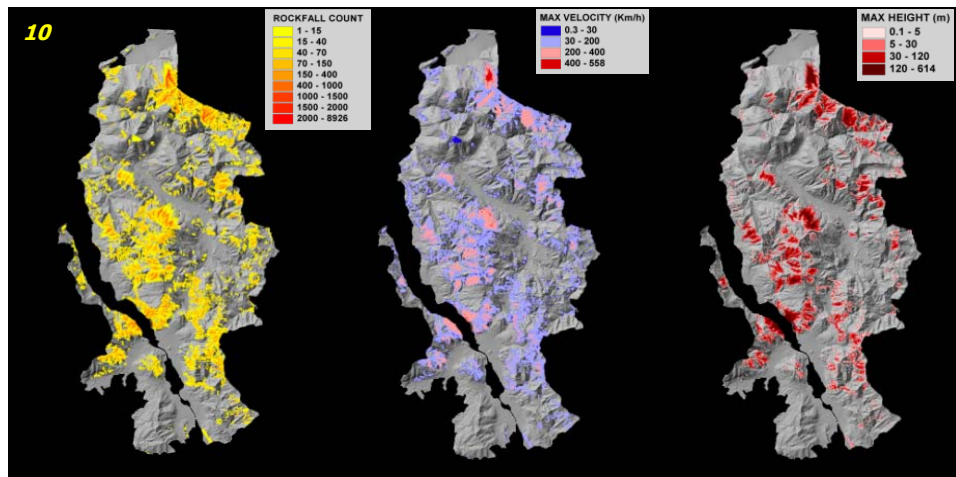 10
ROCKFALL COUNT
1 - 15
15 - 40
40 - 70
70 - 150
150 - 400
400 - 1000
1000 - 1500
1500 - 2000
2000 - 8926
MAX VELOCITY (Km/h)
0.3 - 30
30 - 200
200 - 400
400 - 558
MAX HEIGHT (m)
0.1 - 5
5 - 30
30 - 120
120 - 614